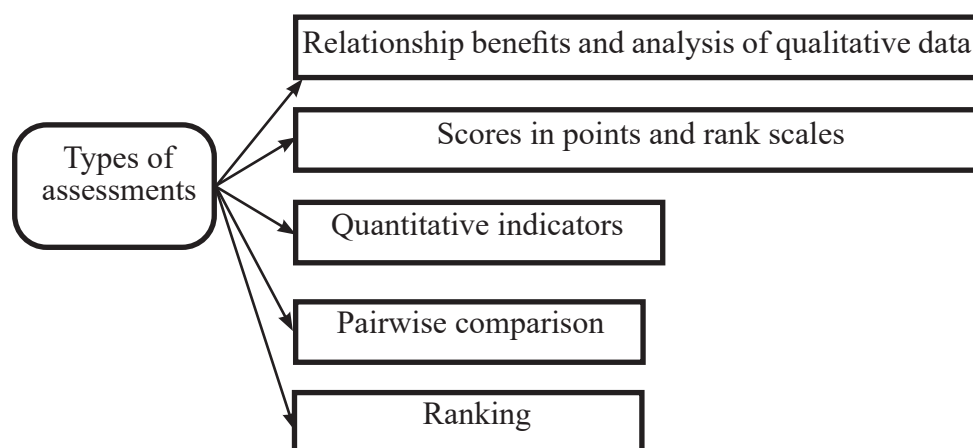 Relationship benefits and analysis of qualitative data
Scores in points and rank scales
Types of
assessments
Quantitative indicators
Pairwise comparison
Ranking